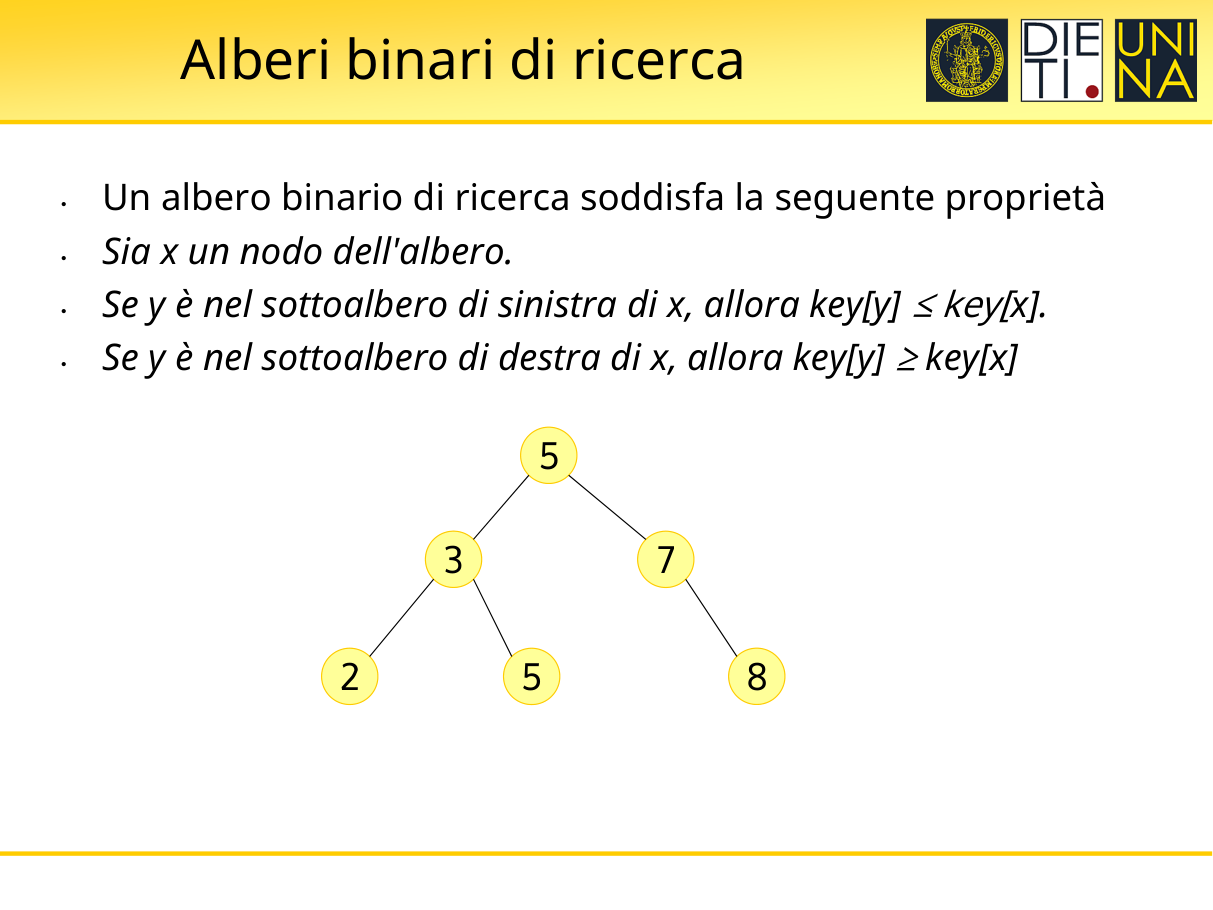 Alberi binari di ricerca
DIE
TI.
UNI
NA
• Un albero binario di ricerca soddisfa la seguente proprietà
• Sia x un nodo dell'albero.
• Se y è nel sottoalbero di sinistra di x, allora key[y] ≤ key[x].
• Se y è nel sottoalbero di destra di x, allora key[y] ≥ key[x]
5
3 7
2 5 8